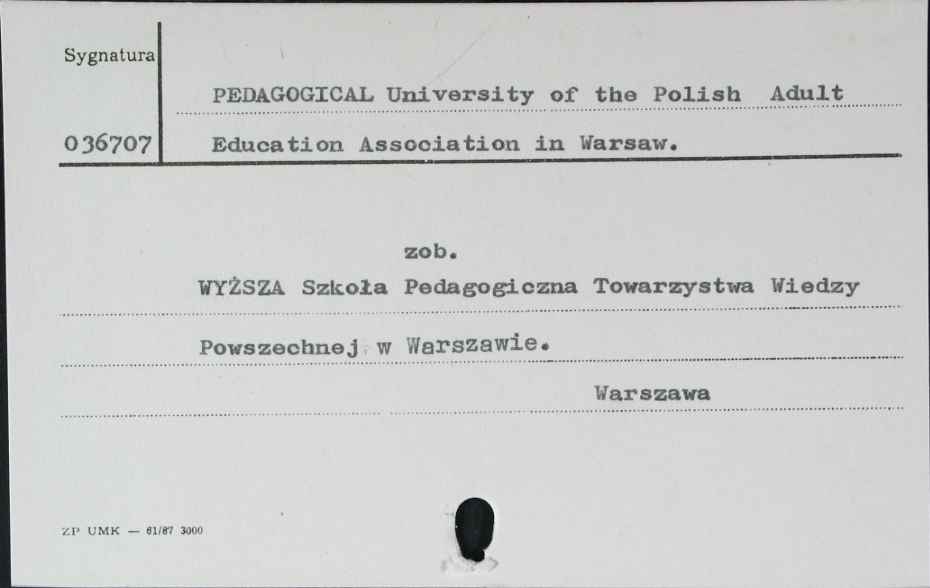 Sygnatura
PEDAGOGICAL University of the Polish Adult
036707 Education Association in Warsaw.
zob.
WYŻSZA Szkoła Pedagogiczna Towarzystwa Wiedzy
Powszechnej w Warszawie.
Warszawa
ZP UMK — 61/87 3000